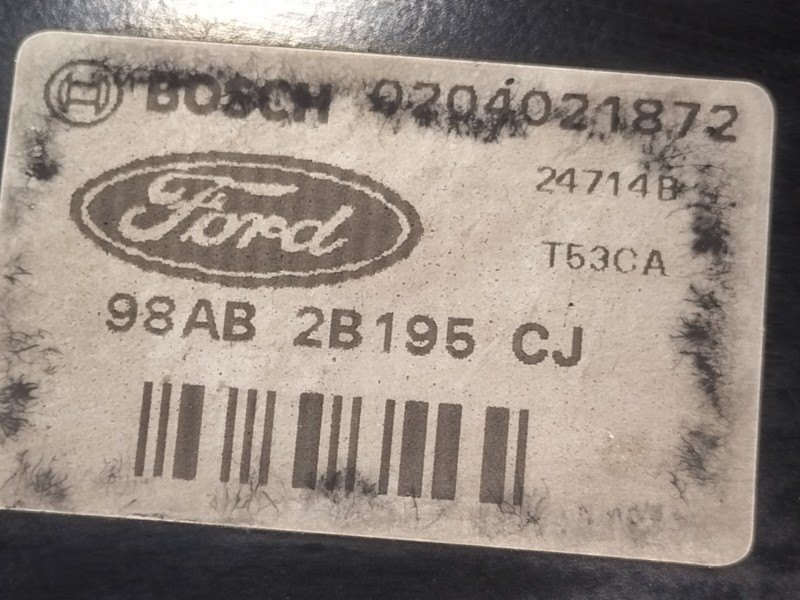 BOSCH 0204021872
24714B
Ford
T53CA
98AB 2B195 CJ